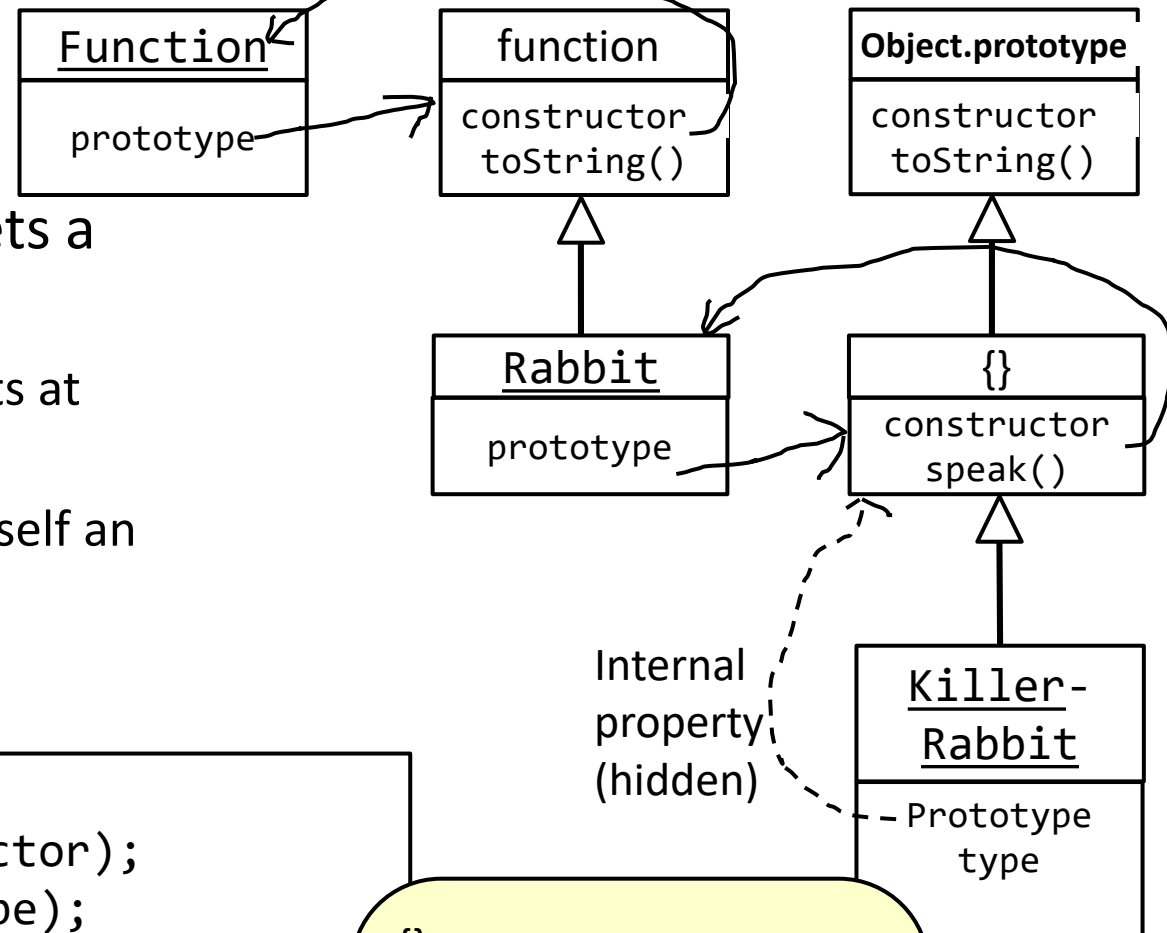 Function
prototype
function
constructor
toString()
Object.prototype
constructor
toString()
ets a
ts at
self an
Rabbit
prototype
{}
constructor
speak()
Internal
property
(hidden)
Killer-
Rabbit
Prototype
type
ctor);
pe);
{}